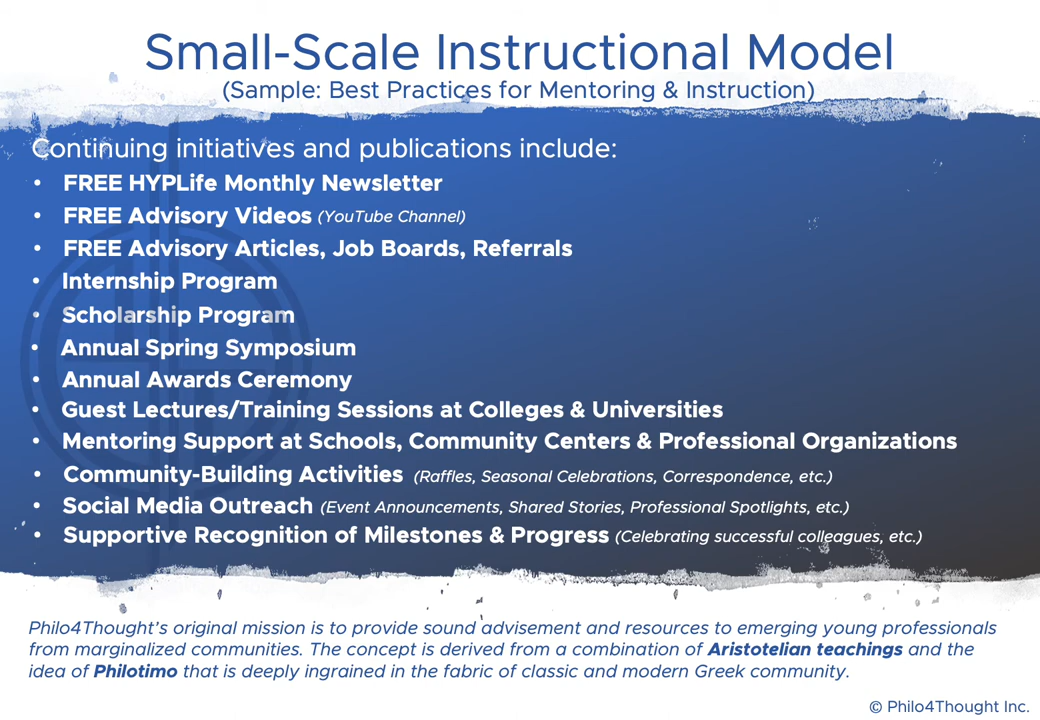 Small-Scale Instructional Model
(Sample: Best Practices for Mentoring & Instruction)
Continuing initiatives and publications include:
• FREE HYPLife Monthly Newsletter
• FREE Advisory Videos (YouTube Channel)
• FREE Advisory Articles, Job Boards, Referrals
• Internship Program
• Scholarship Program
• Annual Spring Symposium
• Annual Awards Ceremony
• Guest Lectures/Training Sessions at Colleges & Universities
• Mentoring Support at Schools, Community Centers & Professional Organizations
• Community-Building Activities (Raffles, Seasonal Celebrations, Correspondence, etc.)
• Social Media Outreach (Event Announcements, Shared Stories, Professional Spotlights, etc.)
• Supportive Recognition of Milestones & Progress (Celebrating successful colleagues, etc.)
Philo4Thought's original mission is to provide sound advisement and resources to emerging young professionals
from marginalized communities. The concept is derived from a combination of Aristotelian teachings and the
idea of Philotimo that is deeply ingrained in the fabric of classic and modern Greek community.
© Philo4Thought Inc.